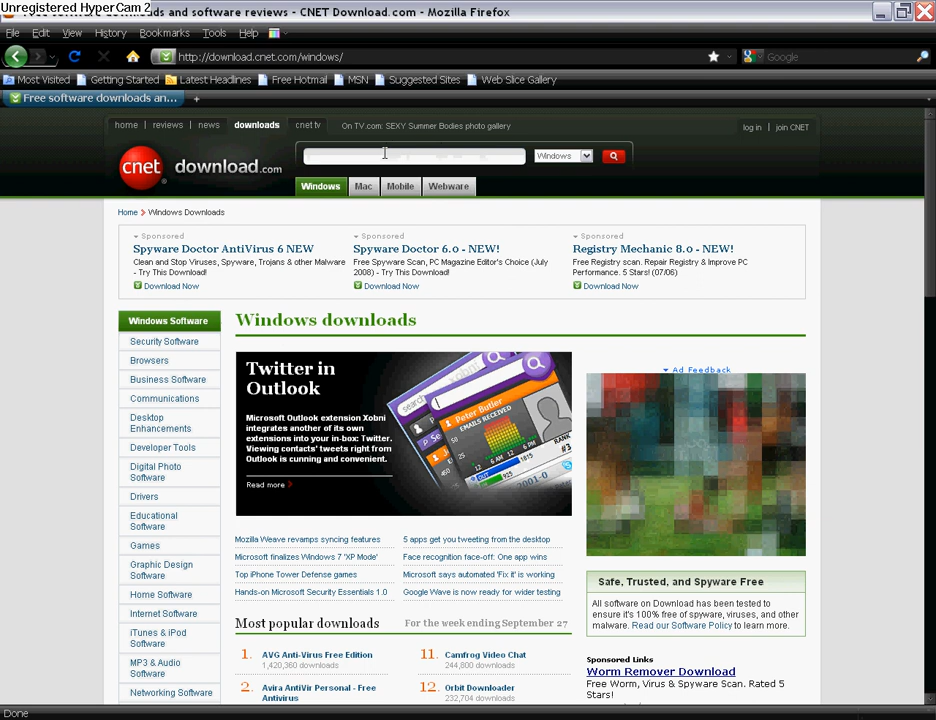 Unregistered HyperCam 2
and software reviews - CNET Download.com - Mozilla Firefox
File Edit View History Bookmarks Tools Help
http://download.cnet.com/windows/
Google
Most Visited Getting Started Latest Headlines Free Hotmail MSN Suggested Sites Web Slice Gallery
Free software downloads an...
home reviews news downloads cnet tv On TV.com: SEXY Summer Bodies photo gallery
log in join CNET
cnet download.com
Windows
Windows Mac Mobile Webware
Home > Windows Downloads
Sponsored
Spyware Doctor AntiVirus 6 NEW
Clean and Stop Viruses, Spyware, Trojans & other Malware
- Try This Download!
Download Now
Sponsored
Spyware Doctor 6.0 - NEW!
Free Spyware Scan, PC Magazine Editor's Choice (July
2008) - Try This Download!
Download Now
Sponsored
Registry Mechanic 8.0 - NEW!
Free Registry scan. Repair Registry & Improve PC
Performance. 5 Stars! (07/06)
Download Now
Windows Software
Security Software
Browsers
Business Software
Communications
Desktop
Enhancements
Developer Tools
Digital Photo
Software
Drivers
Educational
Software
Games
Graphic Design
Software
Home Software
Internet Software
iTunes & iPod
Software
MP3 & Audio
Software
Networking Software
Windows downloads
Twitter in
Outlook
Microsoft Outlook extension Xobni
integrates another of its own
extensions into your in-box: Twitter.
Viewing contacts' tweets right from
Outlook is cunning and convenient.
Read more
search
Peter Butler
EMAILS RECEIVED
RANK
Mozilla Weave revamps syncing features
Microsoft finalizes Windows 7 'XP Mode'
Top iPhone Tower Defense games
Hands-on Microsoft Security Essentials 1.0
5 apps get you tweeting from the desktop
Face recognition face-off: One app wins
Microsoft says automated 'Fix it' is working
Google Wave is now ready for wider testing
Most popular downloads For the week ending September 27
1. AVG Anti-Virus Free Edition
1,420,360 downloads
2. Avira AntiVir Personal - Free
Antivirus
11. Camfrog Video Chat
244,800 downloads
12. Orbit Downloader
232,704 downloads
Ad Feedback
Safe, Trusted, and Spyware Free
All software on Download has been tested to
ensure it's 100% free of spyware, viruses, and other
malware. Read our Software Policy to learn more.
Sponsored Links
Worm Remover Download
Free Worm, Virus & Spyware Scan. Rated 5
Stars!
Done